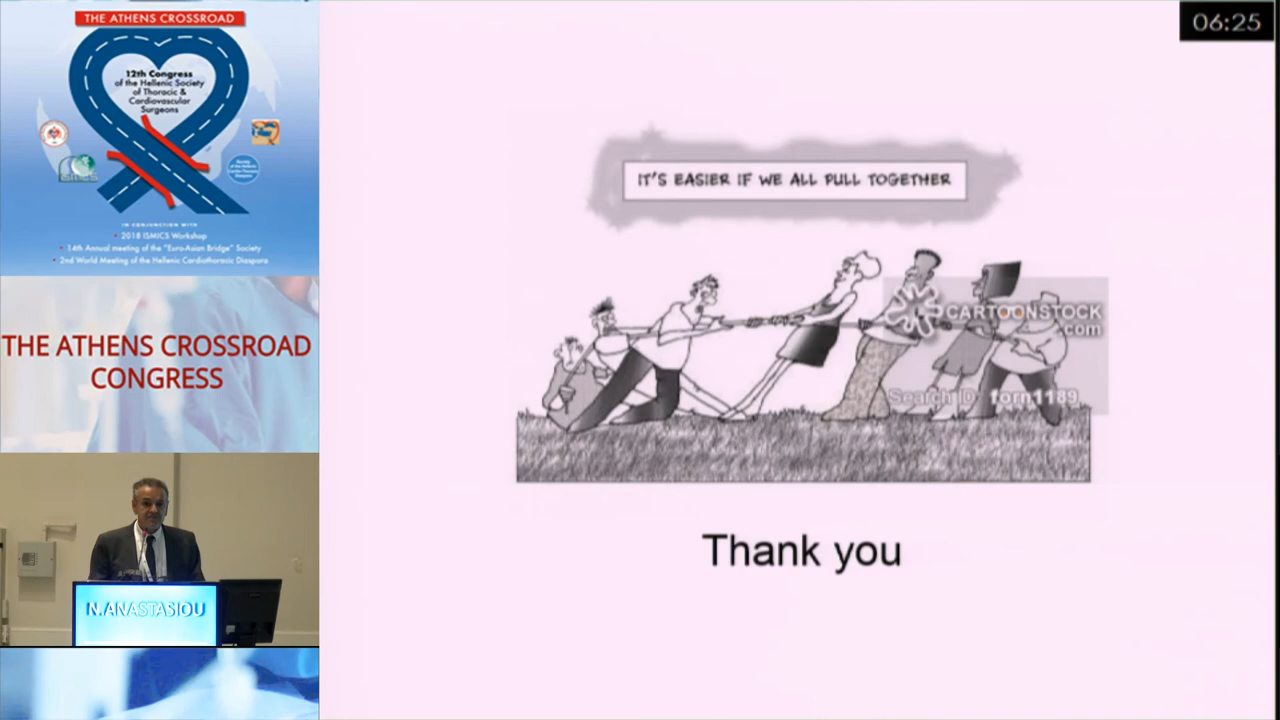 THE ATHENS CROSSROAD
12th Congress
of the Hellenic Society
of Thoracic &
Cardiovascular
Surgeons
IN CONJUNCTION WITH
• 2018 ISMICS Workshop
• 14th Annual meeting of the "Euro-Asian Bridge" Society
• 2nd World Meeting of the Hellenic Cardiothoracic Diaspora
THE ATHENS CROSSROAD
CONGRESS
N.ANASTASIOU
06:25
IT'S EASIER IF WE ALL PULL TOGETHER
CARTOONSTOCK
.com
Search ID: forn1189
Thank you